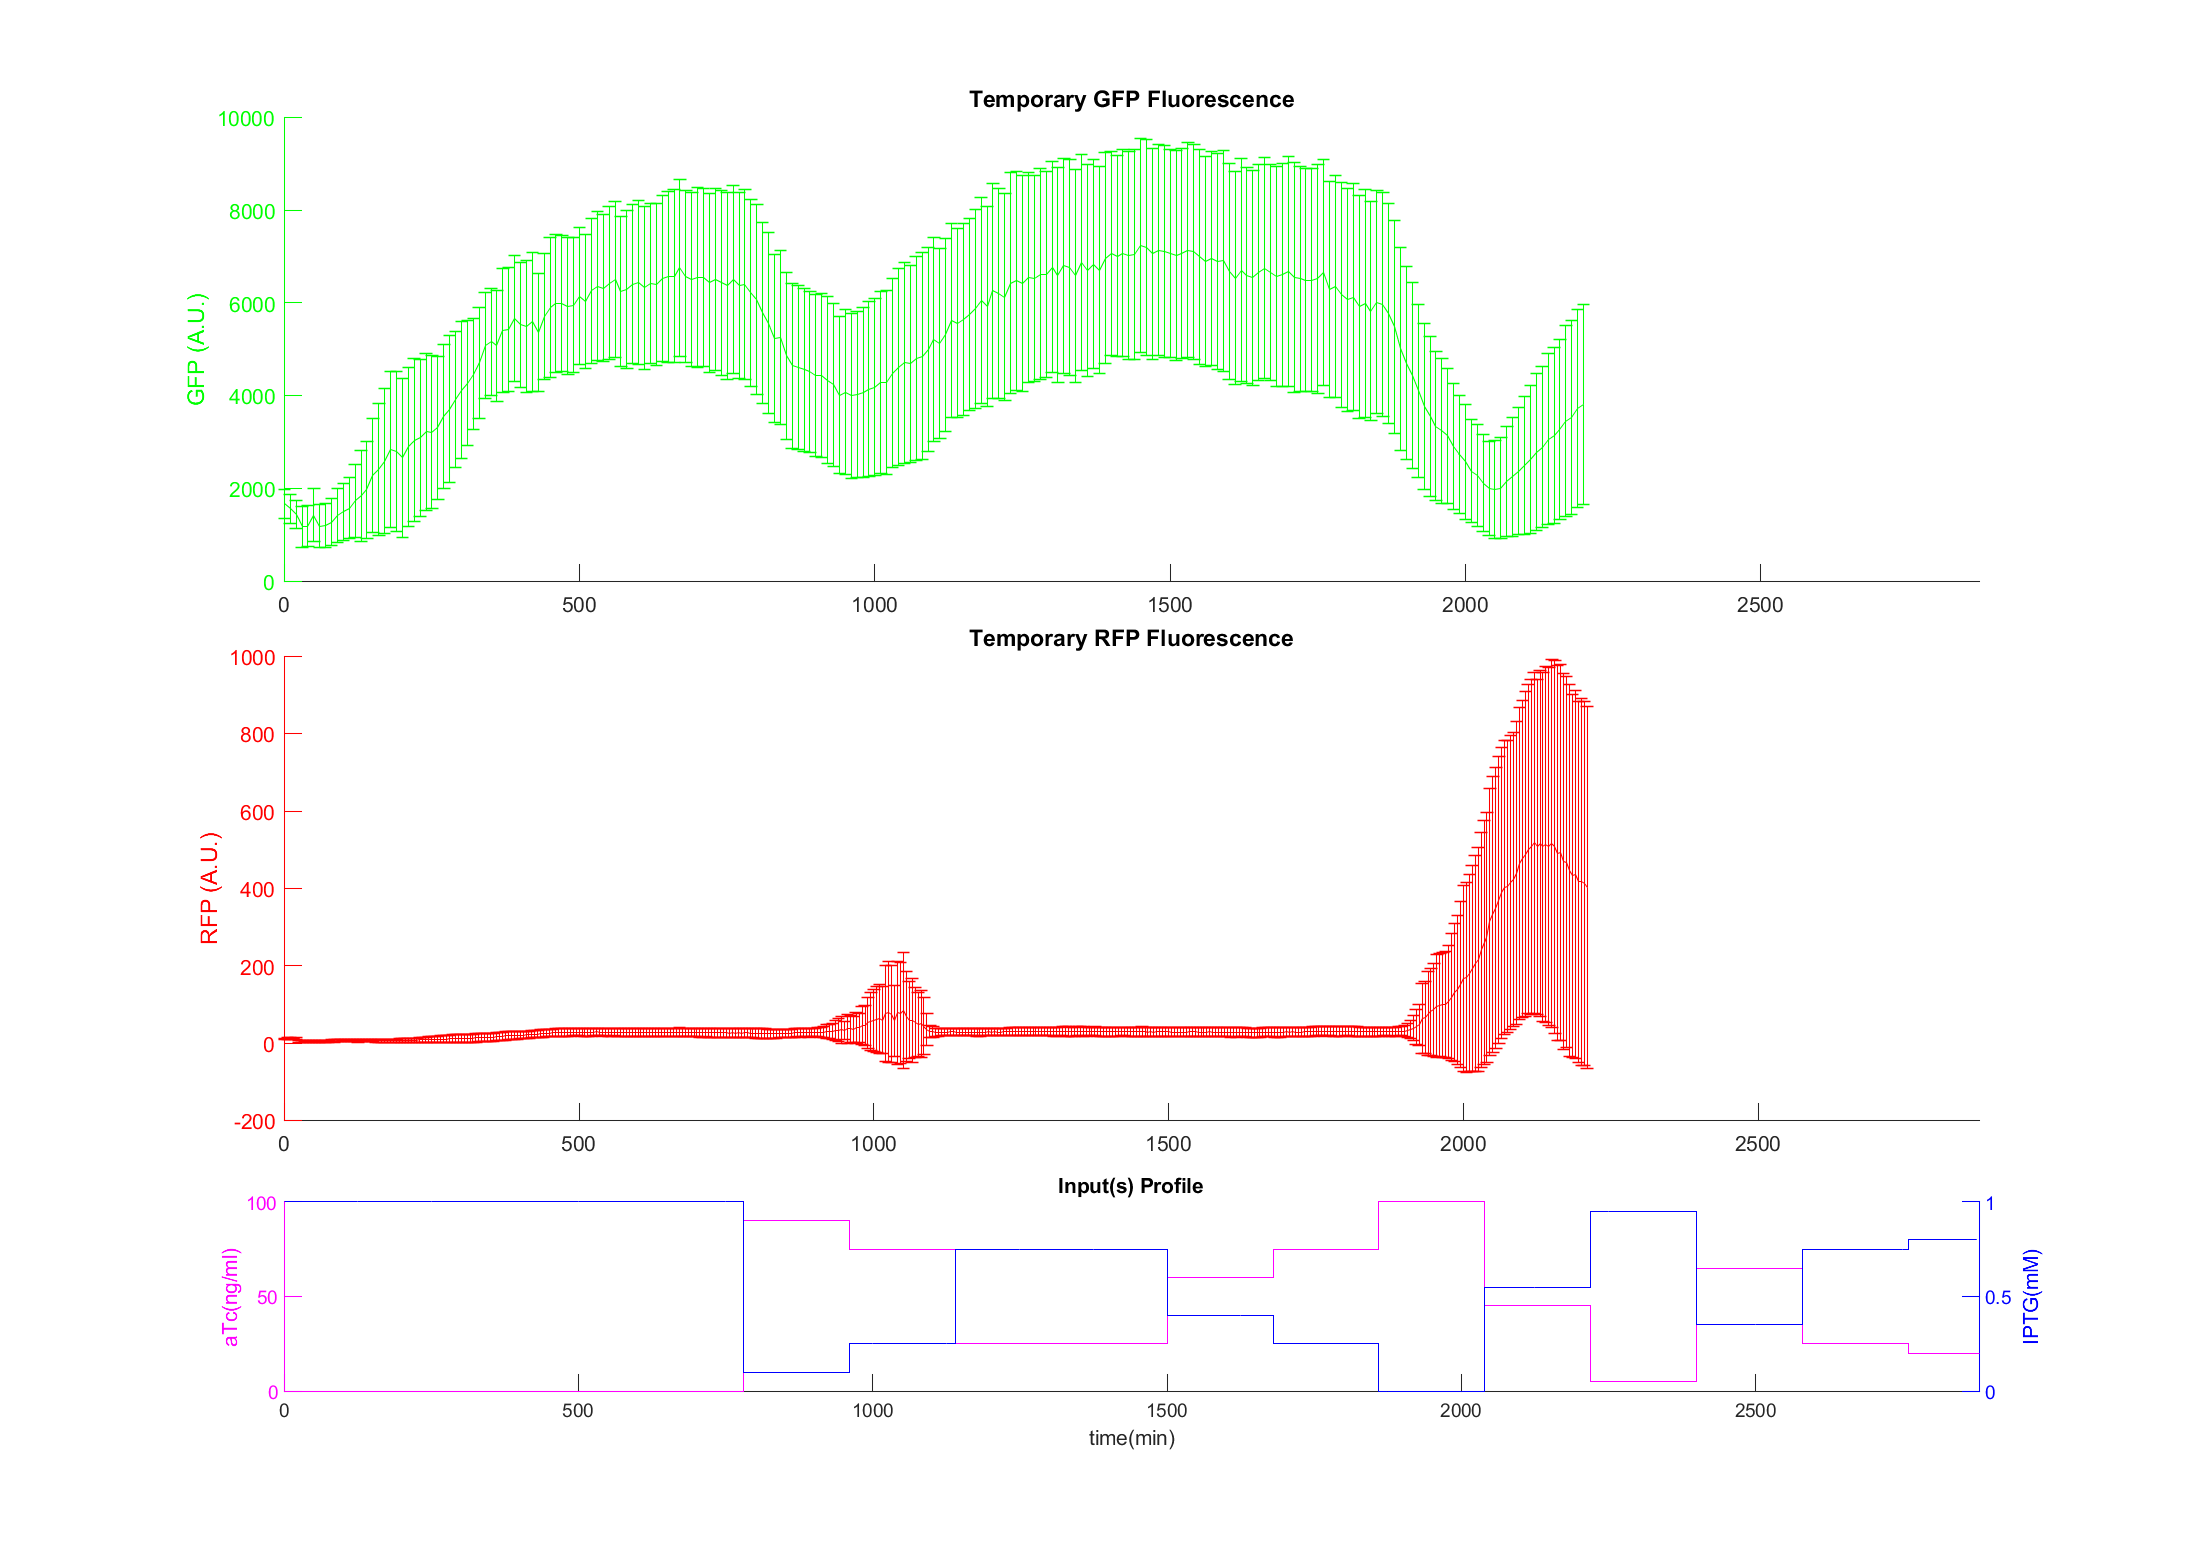 Temporary GFP Fluorescence
10000
8000
6000
4000
2000
0
GFP (A.U.)
0 500 1000 1500 2000 2500
Temporary RFP Fluorescence
1000
800
600
400
200
0
-200
RFP (A.U.)
0 500 1000 1500 2000 2500
Input(s) Profile
100
50
0
aTc(ng/ml)
1
0.5
0
IPTG(mM)
0 500 1000 1500 2000 2500
time(min)